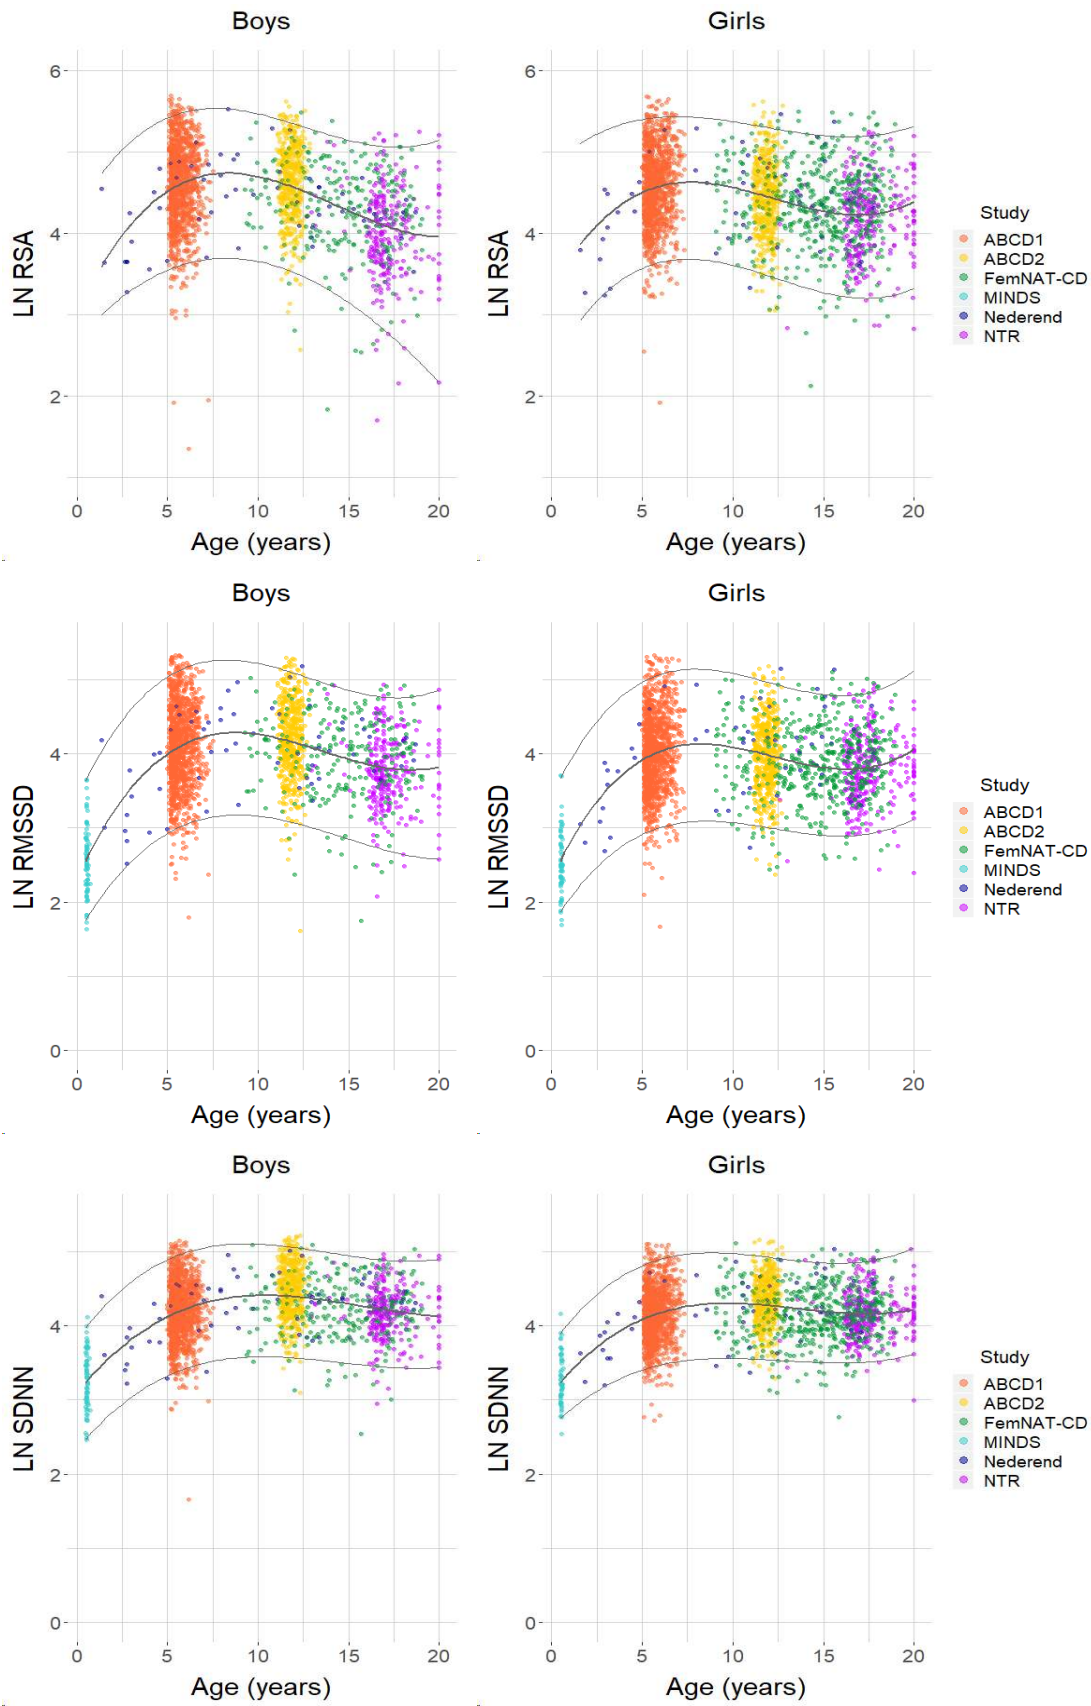 Boys
Girls
6
4
2
LN RSA
LN RSA
6
4
2
Study
ABCD1
ABCD2
FemNAT-CD
MINDS
Nederend
NTR
0 5 10 15 20
0 5 10 15 20
Age (years)
Age (years)
Boys
Girls
4
2
0
LN RMSSD
LN RMSSD
4
2
0
Study
ABCD1
ABCD2
FemNAT-CD
MINDS
Nederend
NTR
0 5 10 15 20
0 5 10 15 20
Age (years)
Age (years)
Boys
Girls
4
2
0
LN SDNN
LN SDNN
4
2
0
Study
ABCD1
ABCD2
FemNAT-CD
MINDS
Nederend
NTR
0 5 10 15 20
0 5 10 15 20
Age (years)
Age (years)